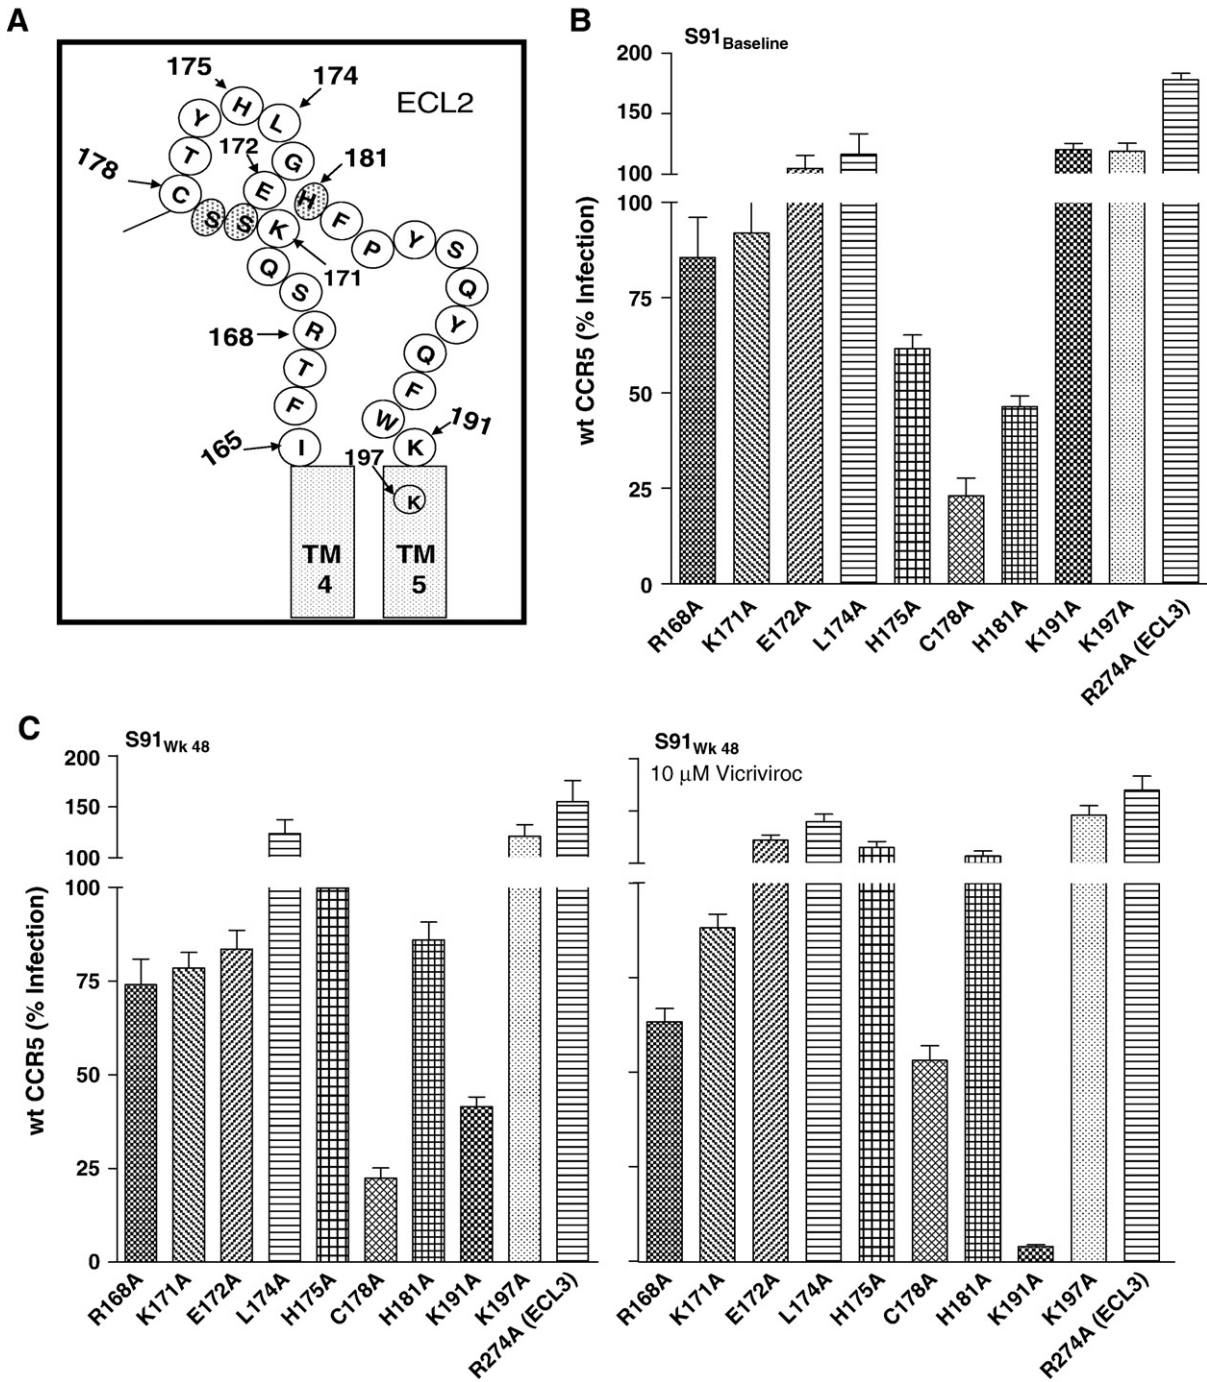 A
ECL2
175
174
172
181
178
171
168
165
191
197
H
Y
L
T
G
C
E
H
S
S
K
F
P
Y
S
Q
S
Q
R
Y
T
Q
F
F
W
I
K
K
TM
4
TM
5
B
S91Baseline
wt CCR5 (% Infection)
200
150
100
100
75
50
25
0
R168A
K171A
E172A
L174A
H175A
C178A
H181A
K191A
K197A
R274A (ECL3)
C
S91Wk 48
wt CCR5 (% Infection)
200
150
100
100
75
50
25
0
R168A
K171A
E172A
L174A
H175A
C178A
H181A
K191A
K197A
R274A (ECL3)
S91Wk 48
10 μM Vicriviroc
R168A
K171A
E172A
L174A
H175A
C178A
H181A
K191A
K197A
R274A (ECL3)